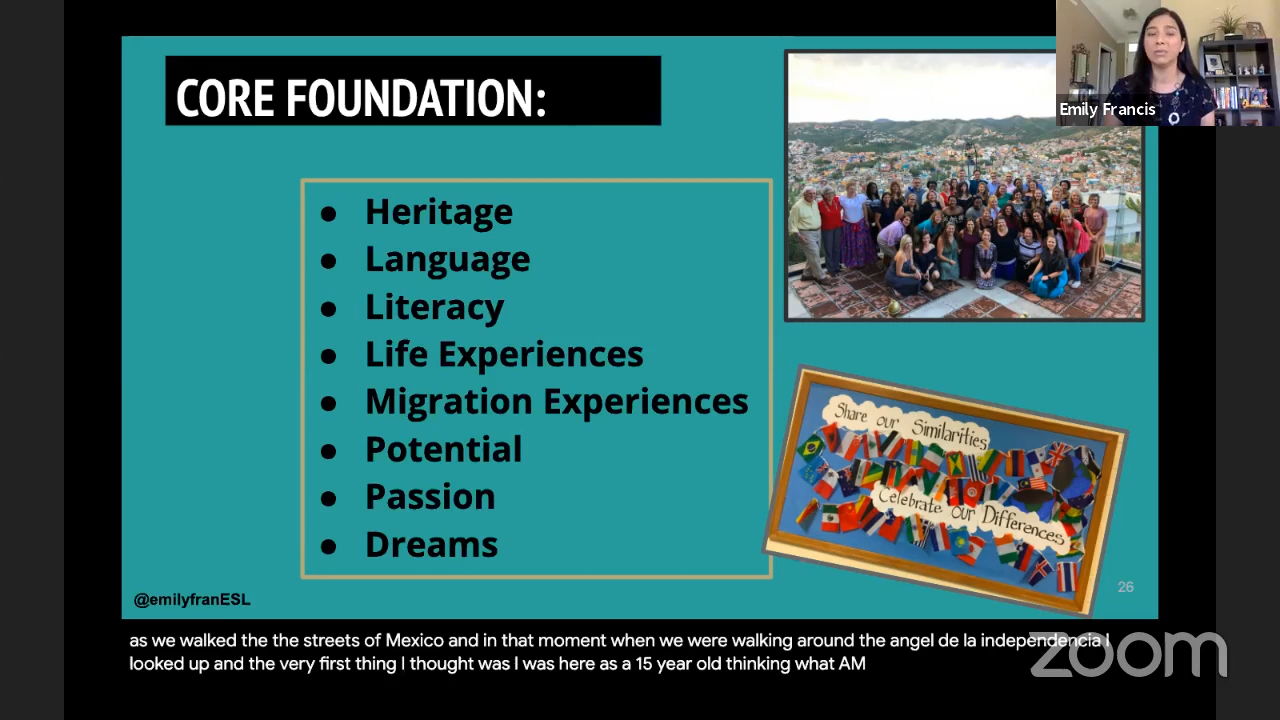 CORE FOUNDATION:
Emily Francis
● Heritage
● Language
● Literacy
● Life Experiences
● Migration Experiences
● Potential
● Passion
● Dreams
Share our Similarities
Celebrate our Differences
@emilyfranESL
26
as we walked the the streets of Mexico and in that moment when we were walking around the angel de la independencia I
looked up and the very first thing I thought was I was here as a 15 year old thinking what AM
zoom